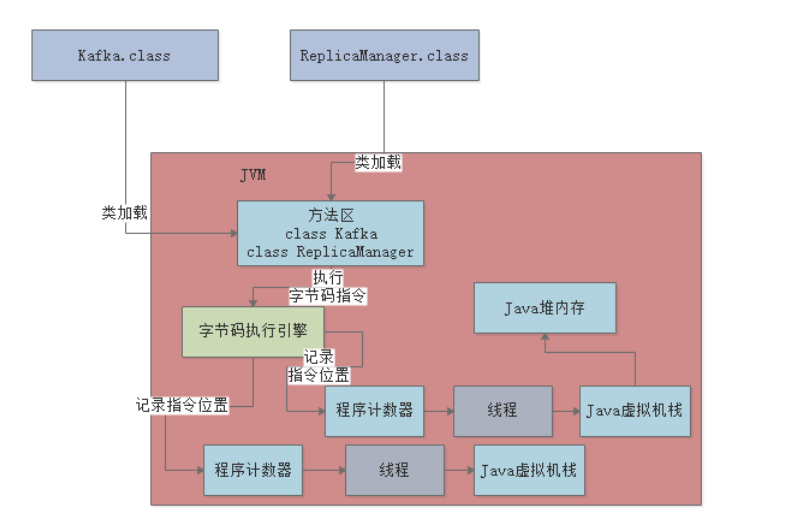 Kafka.class
ReplicaManager.class
类加载
JVM
类加载
方法区
class Kafka
class ReplicaManager
执行
字节码指令
Java堆内存
字节码执行引擎
记录
指令位置
记录指令位置
程序计数器
线程
Java虚拟机栈
程序计数器
线程
Java虚拟机栈